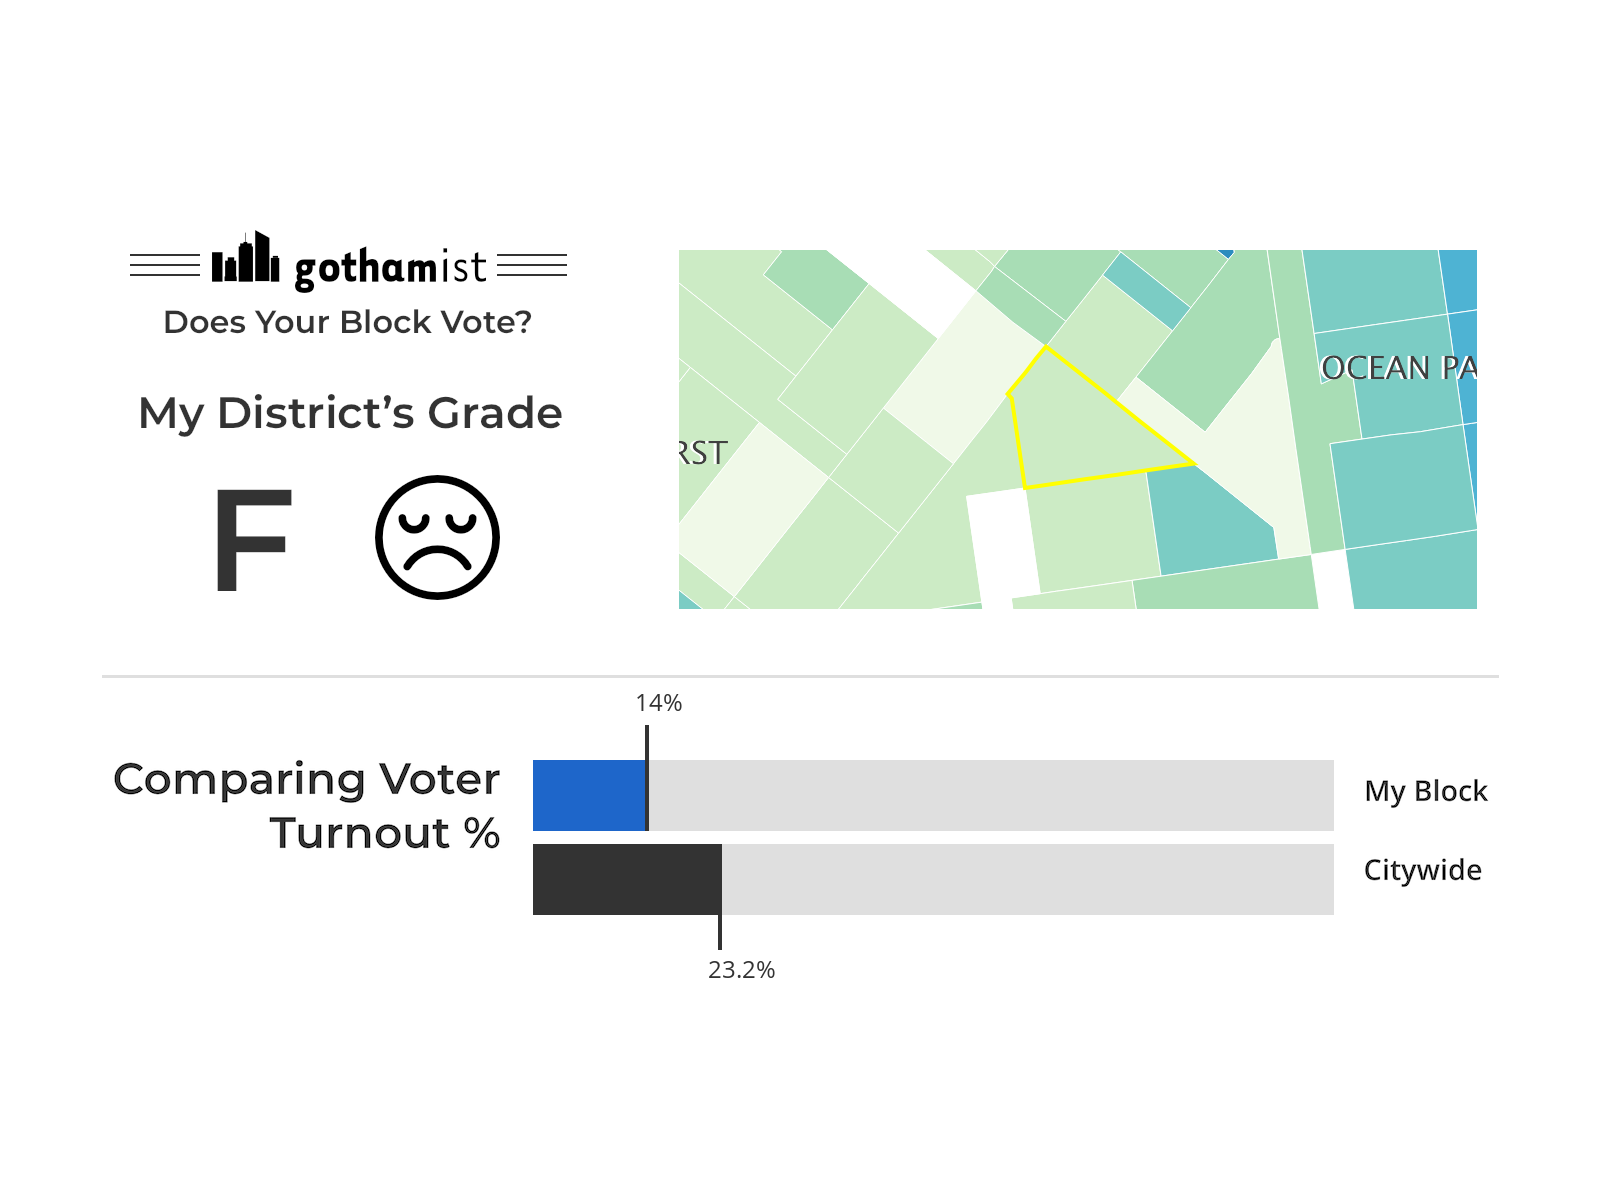 gothamist
Does Your Block Vote?
My District’s Grade
F
OCEAN PA
RST
14%
Comparing Voter
Turnout %
My Block
Citywide
23.2%